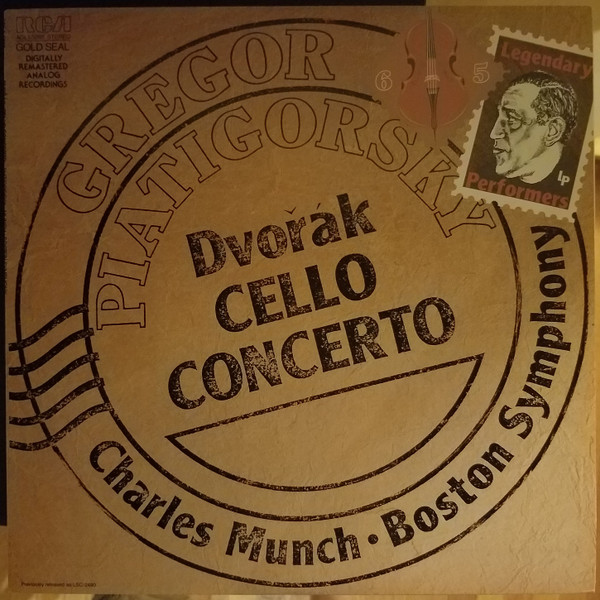 RCA
GOLD SEAL
DIGITALLY
REMASTERED
ANALOG
RECORDINGS
GREGOR
PIATIGORSKY
6 5
Legendary
Performers
Dvořák
CELLO
CONCERTO
Charles Munch • Boston Symphony